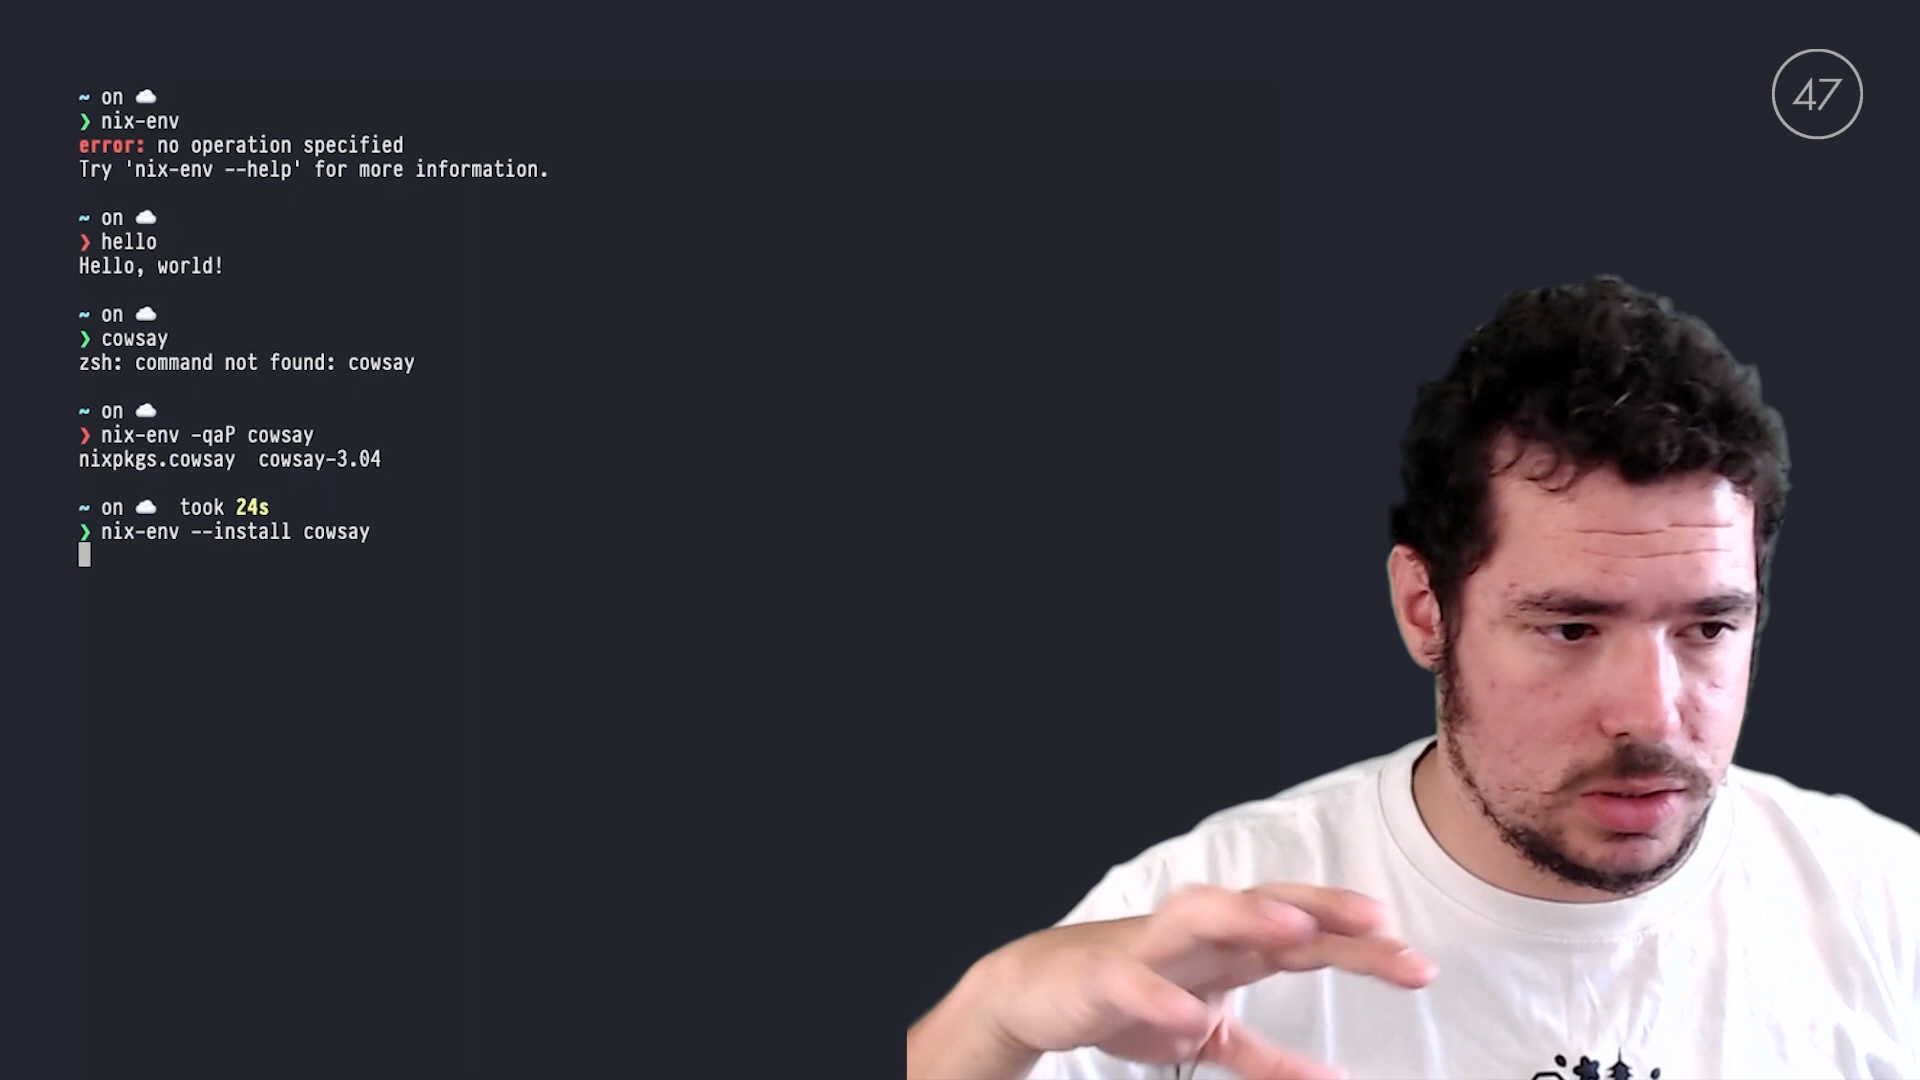 ~ on ☁️
❯ nix-env
error: no operation specified
Try 'nix-env --help' for more information.
~ on ☁️
❯ hello
Hello, world!
~ on ☁️
❯ cowsay
zsh: command not found: cowsay
~ on ☁️
❯ nix-env -qaP cowsay
nixpkgs.cowsay  cowsay-3.04
~ on ☁️  took 24s
❯ nix-env --install cowsay
47